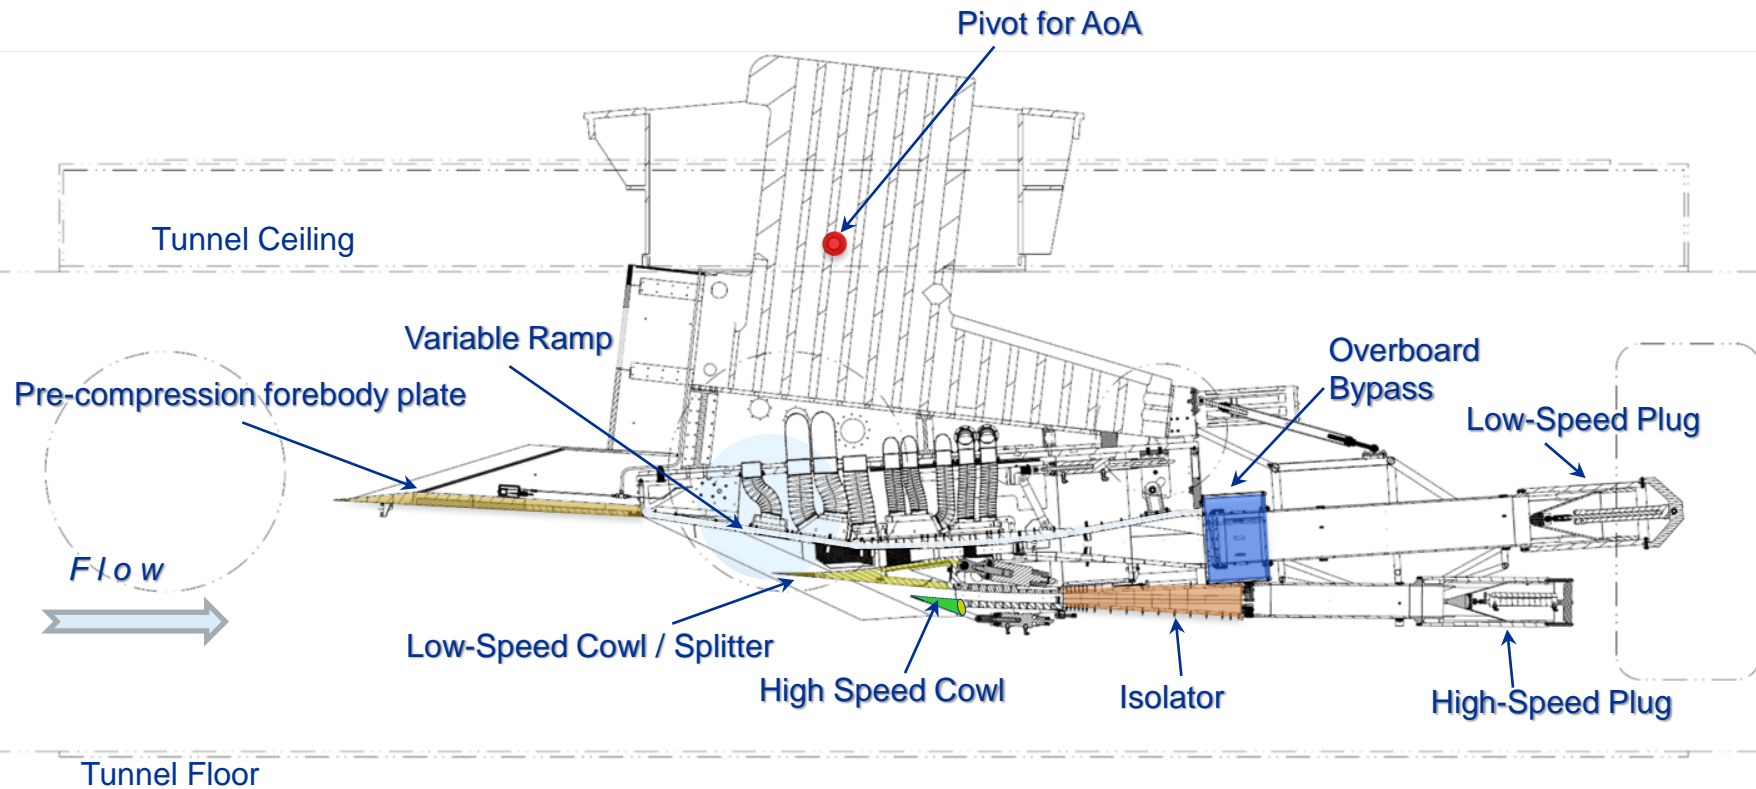 Pivot for AoA
Tunnel Ceiling
Variable Ramp
Overboard
Bypass
Pre-compression forebody plate
Low-Speed Plug
Flow
Low-Speed Cowl / Splitter
High Speed Cowl
Isolator
High-Speed Plug
Tunnel Floor